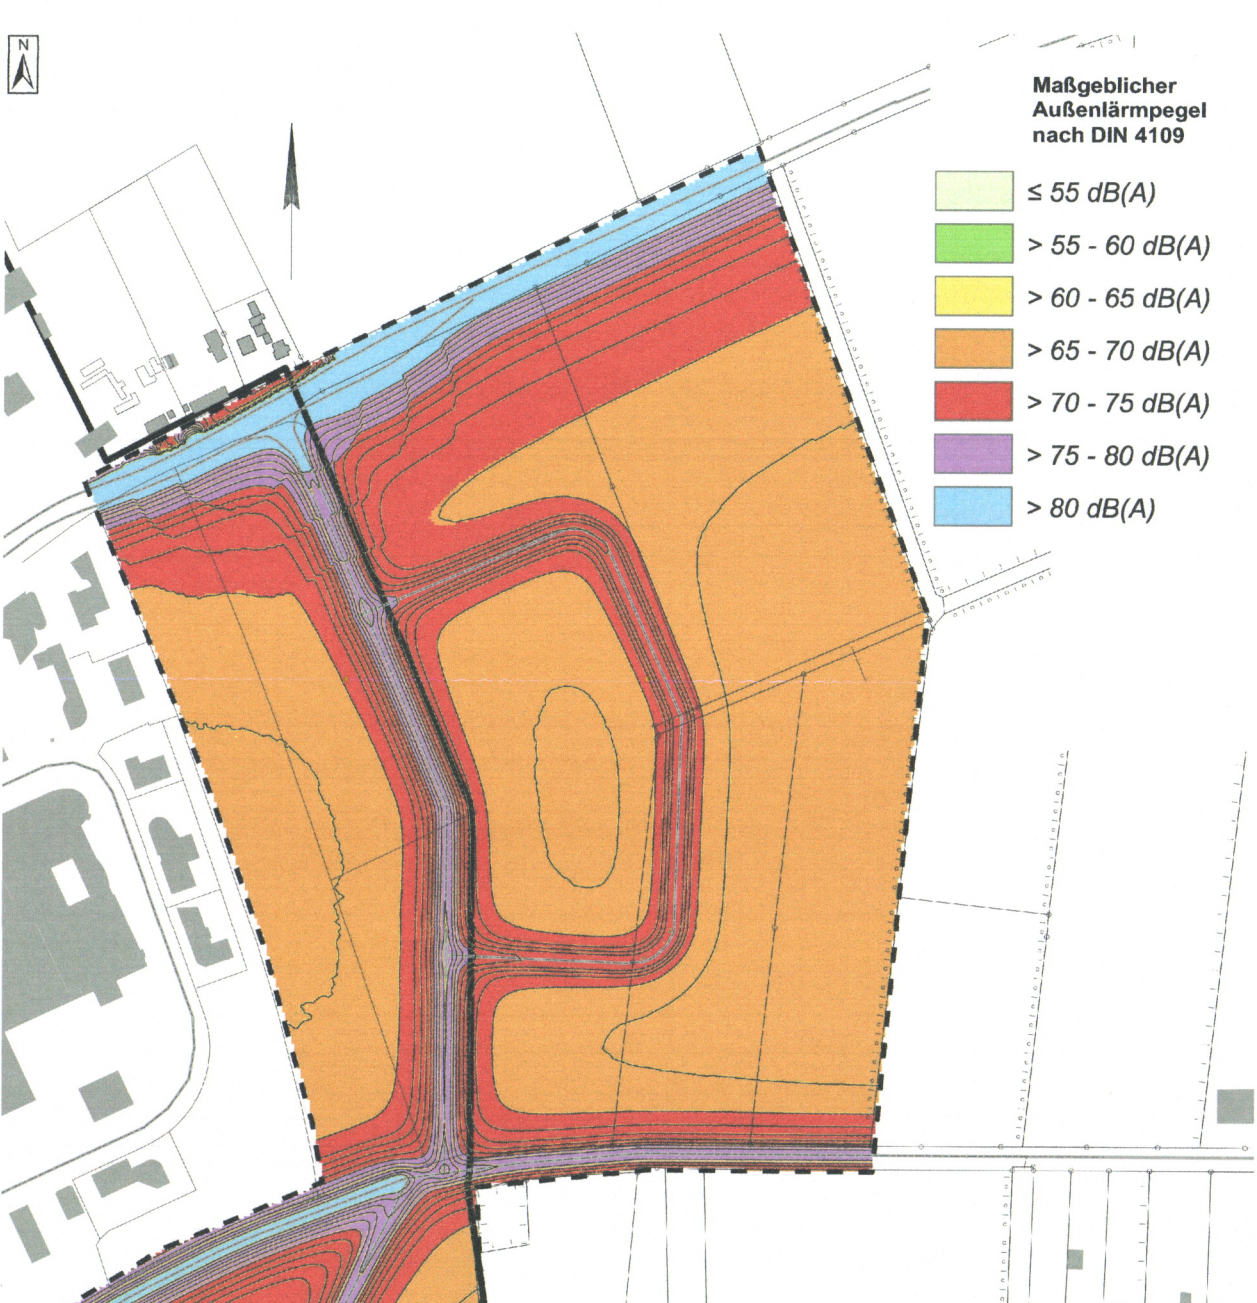 N
Maßgeblicher
Außenlärmpegel
nach DIN 4109
≤ 55 dB(A)
> 55 - 60 dB(A)
> 60 - 65 dB(A)
> 65 - 70 dB(A)
> 70 - 75 dB(A)
> 75 - 80 dB(A)
> 80 dB(A)